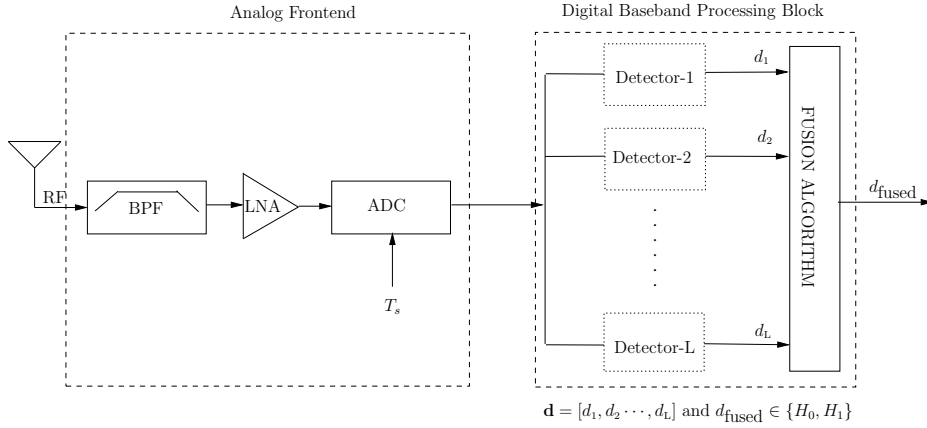 Analog Frontend
Digital Baseband Processing Block
RF
BPF
LNA
ADC
T_s
Detector-1
d_1
Detector-2
d_2
Detector-L
d_L
FUSION ALGORITHM
d_fused
𝐝 = [d_1, d_2 ⋯ , d_L] and d_fused ∈ {H_0, H_1}